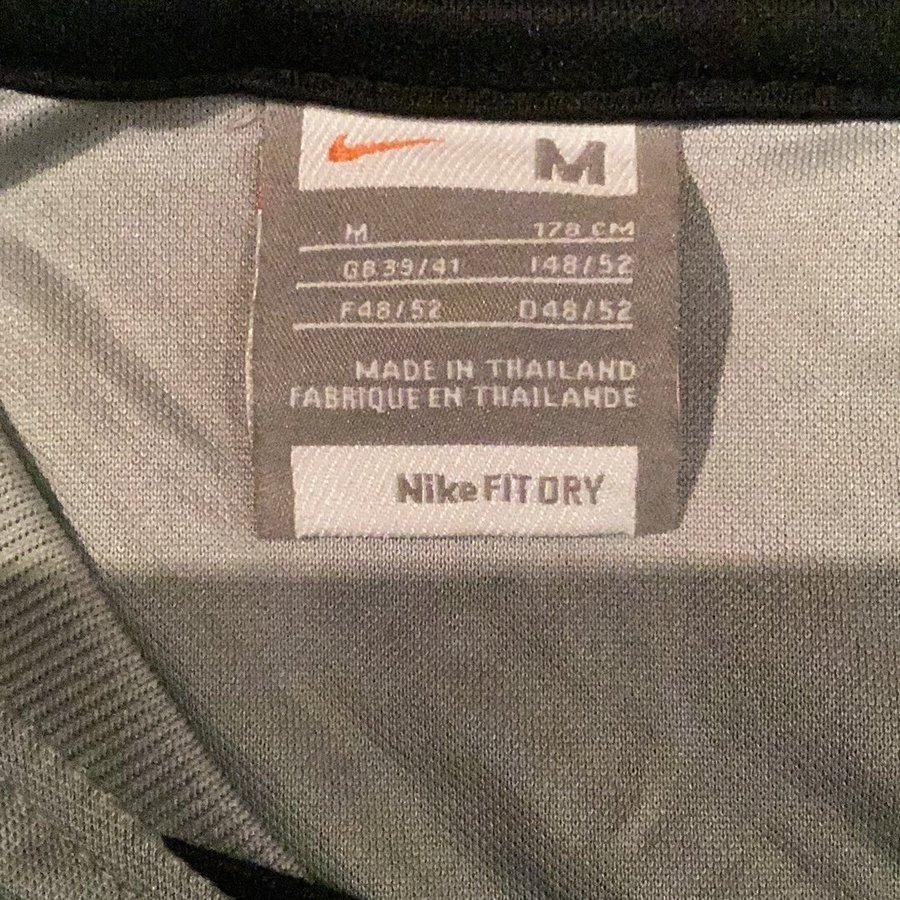 M
M 178 CM
GB39/41 I48/52
F48/52 D48/52
MADE IN THAILAND
FABRIQUE EN THAILANDE
Nike FIT DRY